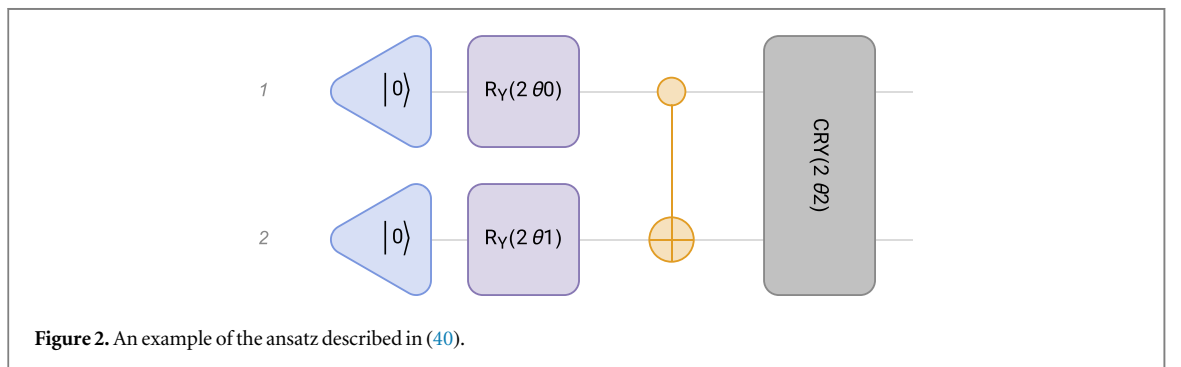 1 |0⟩ R_Y(2 θ0)
CRY(2 θ2)
2 |0⟩ R_Y(2 θ1)
Figure 2. An example of the ansatz described in (40).